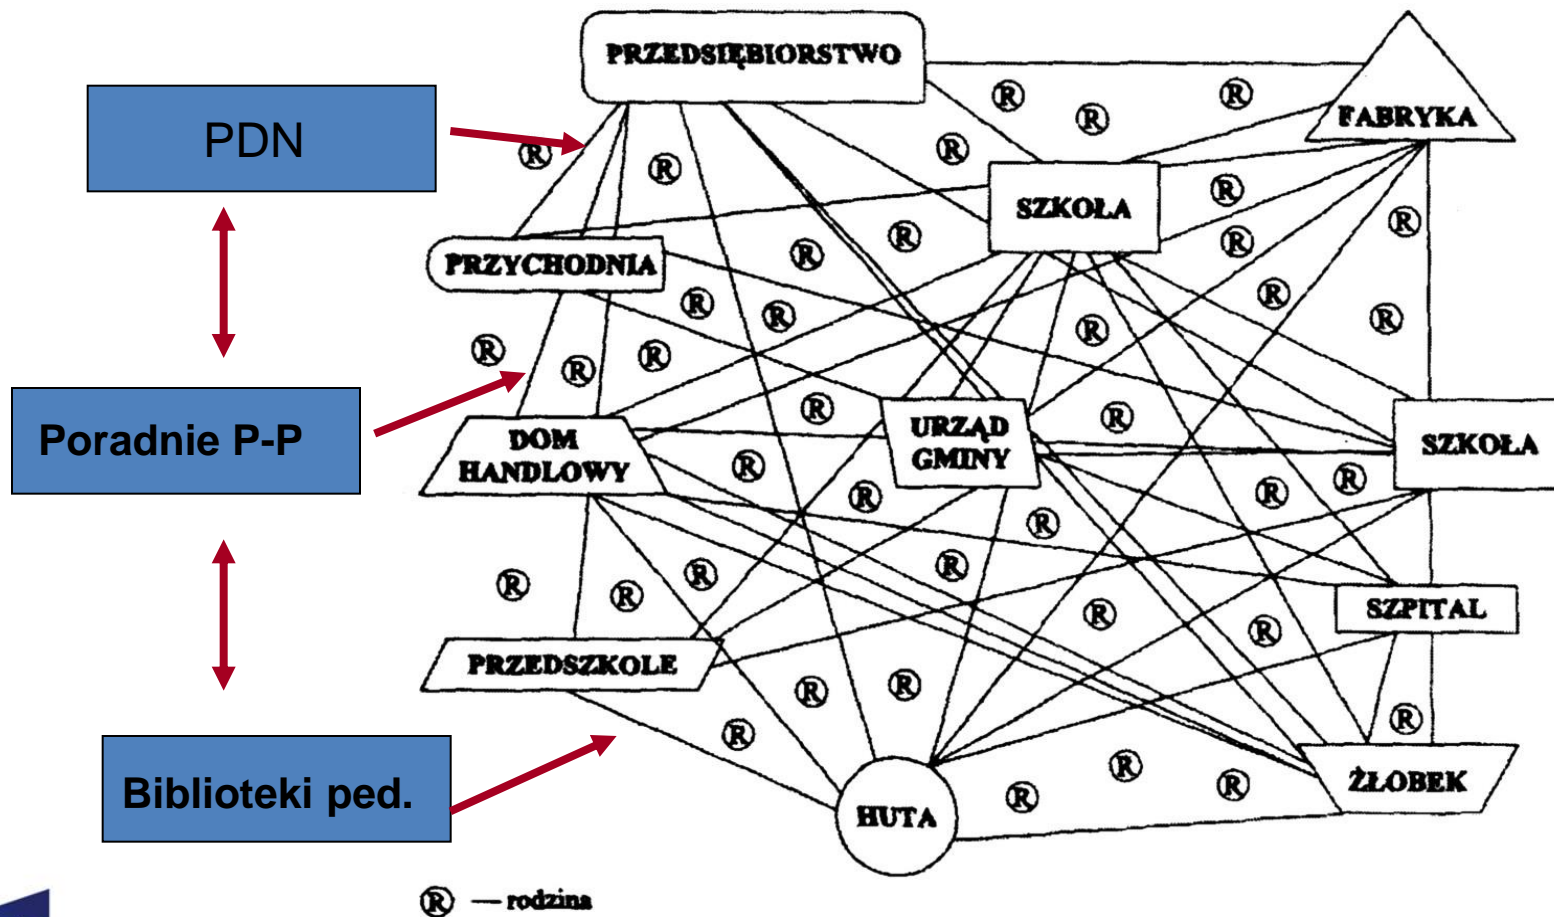 PRZEDSIĘBIORSTWO
FABRYKA
PDN
SZKOŁA
PRZYCHODNIA
Poradnie P-P
DOM
HANDLOWY
URZĄD
GMINY
SZKOŁA
SZPITAL
PRZEDSZKOLE
Biblioteki ped.
HUTA
ŻŁOBEK
R R R R R R R R R R R R R R R R R R R R R R R R R R R R R R R R R R R R R R R R
Ⓡ — rodzina